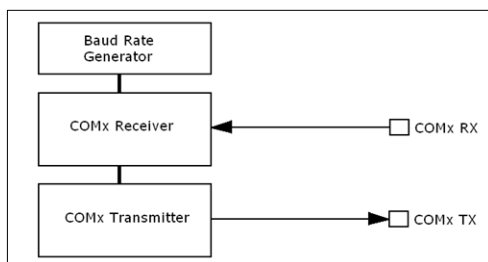 Baud Rate
Generator
COMx Receiver
COMx RX
COMx Transmitter
COMx TX